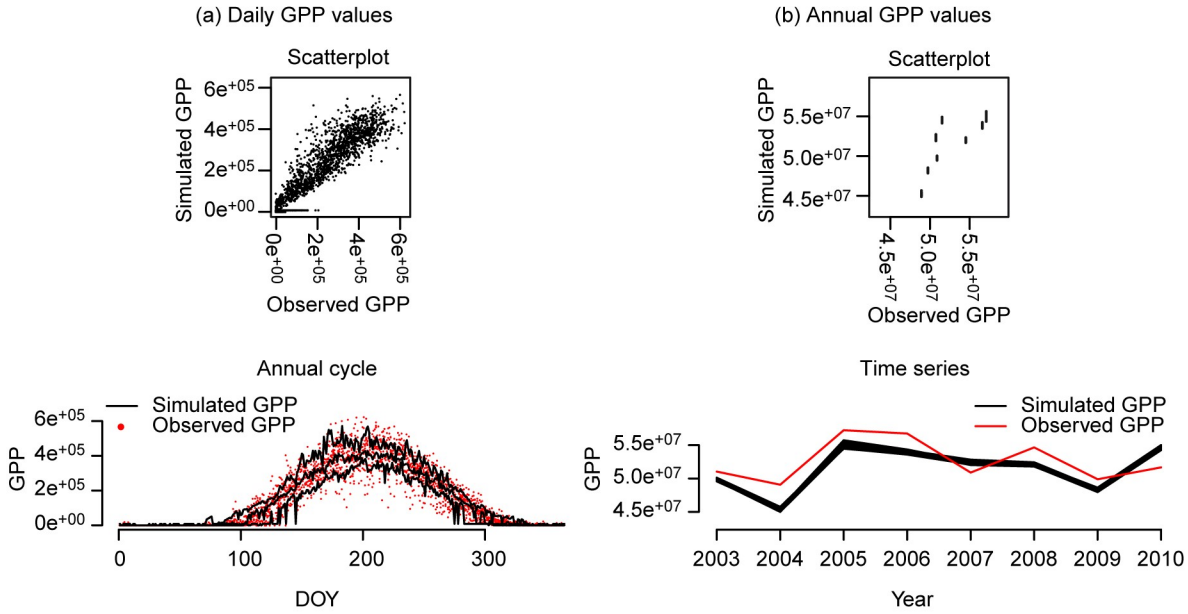 (a) Daily GPP values
Scatterplot
Simulated GPP
6e+05
4e+05
2e+05
0e+00
0e+00
2e+05
4e+05
6e+05
Observed GPP
Annual cycle
Simulated GPP
Observed GPP
GPP
6e+05
4e+05
2e+05
0e+00
0 100 200 300
DOY
(b) Annual GPP values
Scatterplot
Simulated GPP
5.5e+07
5.0e+07
4.5e+07
4.5e+07
5.0e+07
5.5e+07
Observed GPP
Time series
Simulated GPP
Observed GPP
GPP
5.5e+07
5.0e+07
4.5e+07
2003 2004 2005 2006 2007 2008 2009 2010
Year